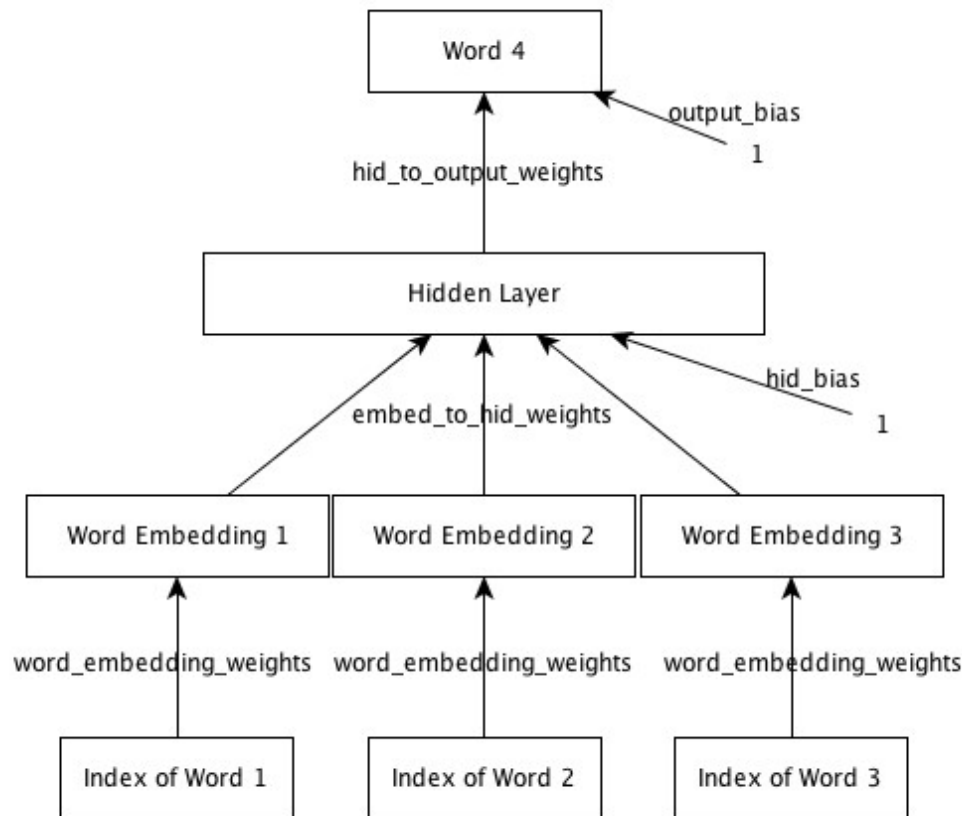 Word 4
output_bias
1
hid_to_output_weights
Hidden Layer
hid_bias
1
embed_to_hid_weights
Word Embedding 1
Word Embedding 2
Word Embedding 3
word_embedding_weights
word_embedding_weights
word_embedding_weights
Index of Word 1
Index of Word 2
Index of Word 3